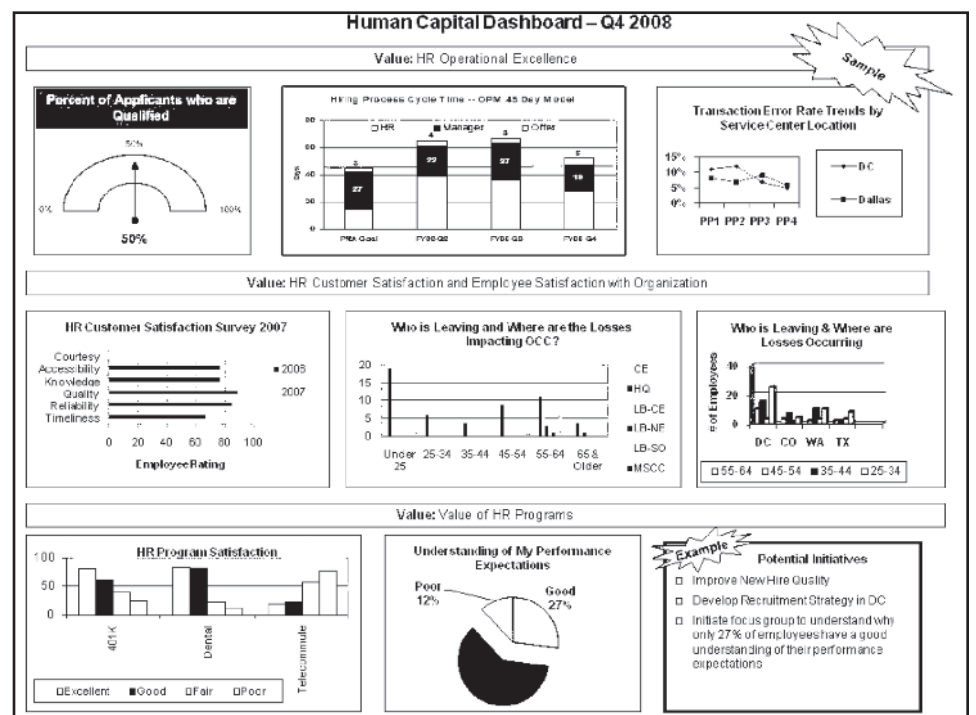 Human Capital Dashboard – Q4 2008
Value: HR Operational Excellence
Sample
Percent of Applicants who are
Qualified
50%
0%
100%
50%
Hiring Process Cycle Time -- OPM 45 Day Model
HR
Manager
Offer
Days
0
40
27
22
27
4
PMA Goal
Transaction Error Rate Trends by
Service Center Location
15%
10%
5%
0%
PP1 PP2 PP3 PP4
DC
Dallas
Value: HR Customer Satisfaction and Employee Satisfaction with Organization
HR Customer Satisfaction Survey 2007
Courtesy
Accessibility
Knowledge
Quality
Reliability
Timeliness
0 20 40 60 80 100
Employee Rating
2006
2007
Who is Leaving and Where are the Losses
Impacting OCC?
20
15
10
5
0
Under
25
25-34
35-44
45-54
55-64
65 &
Older
CE
HQ
LB-CE
LB-NE
LB-SO
MSCC
Who is Leaving & Where are
Losses Occurring
# of Employees
40
20
0
DC CO WA TX
55-64 45-54 35-44 25-34
Value: Value of HR Programs
HR Program Satisfaction
100
50
0
401K
Dental
Telecommute
Excellent Good Fair Poor
Understanding of My Performance
Expectations
Poor
12%
Good
27%
Example
Potential Initiatives
Improve New Hire Quality
Develop Recruitment Strategy in DC
Initiate focus group to understand why
only 27% of employees have a good
understanding of their performance
expectations